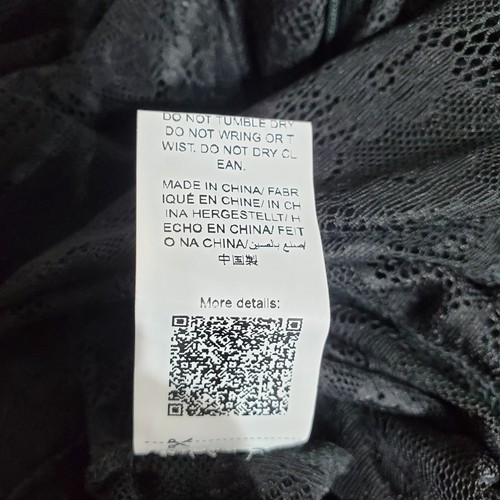 DO NOT TUMBLE DRY
DO NOT WRING OR T
WIST. DO NOT DRY CL
EAN.
MADE IN CHINA/ FABR
IQUÉ EN CHINE/ IN CH
INA HERGESTELLT/ H
ECHO EN CHINA/ FEIT
O NA CHINA/صنع بالصين/
中国製
More details: